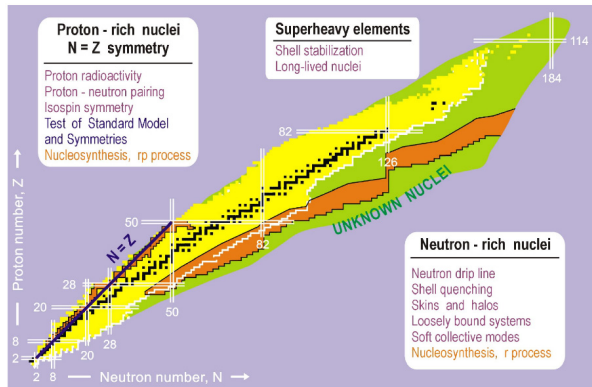 Proton - rich nuclei
N = Z symmetry
Proton radioactivity
Proton - neutron pairing
Isospin symmetry
Test of Standard Model
and Symmetries
Nucleosynthesis, rp process
Superheavy elements
Shell stabilization
Long-lived nuclei
114
184
82
126
UNKNOWN NUCLEI
50
82
N=Z
28
50
20
8
2
20
28
2 8
Proton number, Z
Neutron number, N
Neutron - rich nuclei
Neutron drip line
Shell quenching
Skins and halos
Loosely bound systems
Soft collective modes
Nucleosynthesis, r process